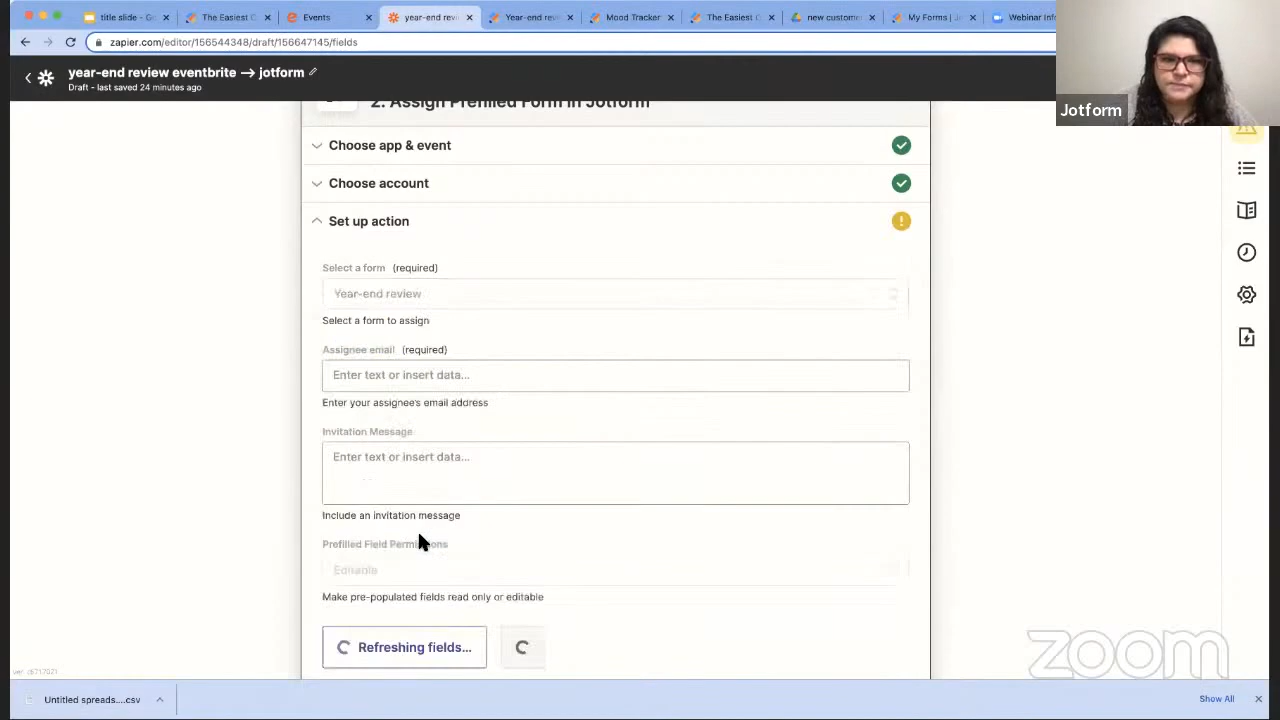 title slide - Go
The Easiest O
Events
year-end revi
Year-end revi
Mood Tracker
The Easiest O
new custom
My Forms | Jo
Webinar Info
zapier.com/editor/156544348/draft/156647145/fields
year-end review eventbrite → jotform
Draft - last saved 24 minutes ago
Jotform
2. Assign Prefilled Form in Jotform
Choose app & event
Choose account
Set up action
Select a form (required)
Year-end review
Select a form to assign
Assignee email (required)
Enter text or insert data...
Enter your assignee's email address
Invitation Message
Enter text or insert data...
Include an invitation message
Prefilled Field Permissions
Editable
Make pre-populated fields read only or editable
Refreshing fields...
zoom
Untitled spreads....csv
Show All